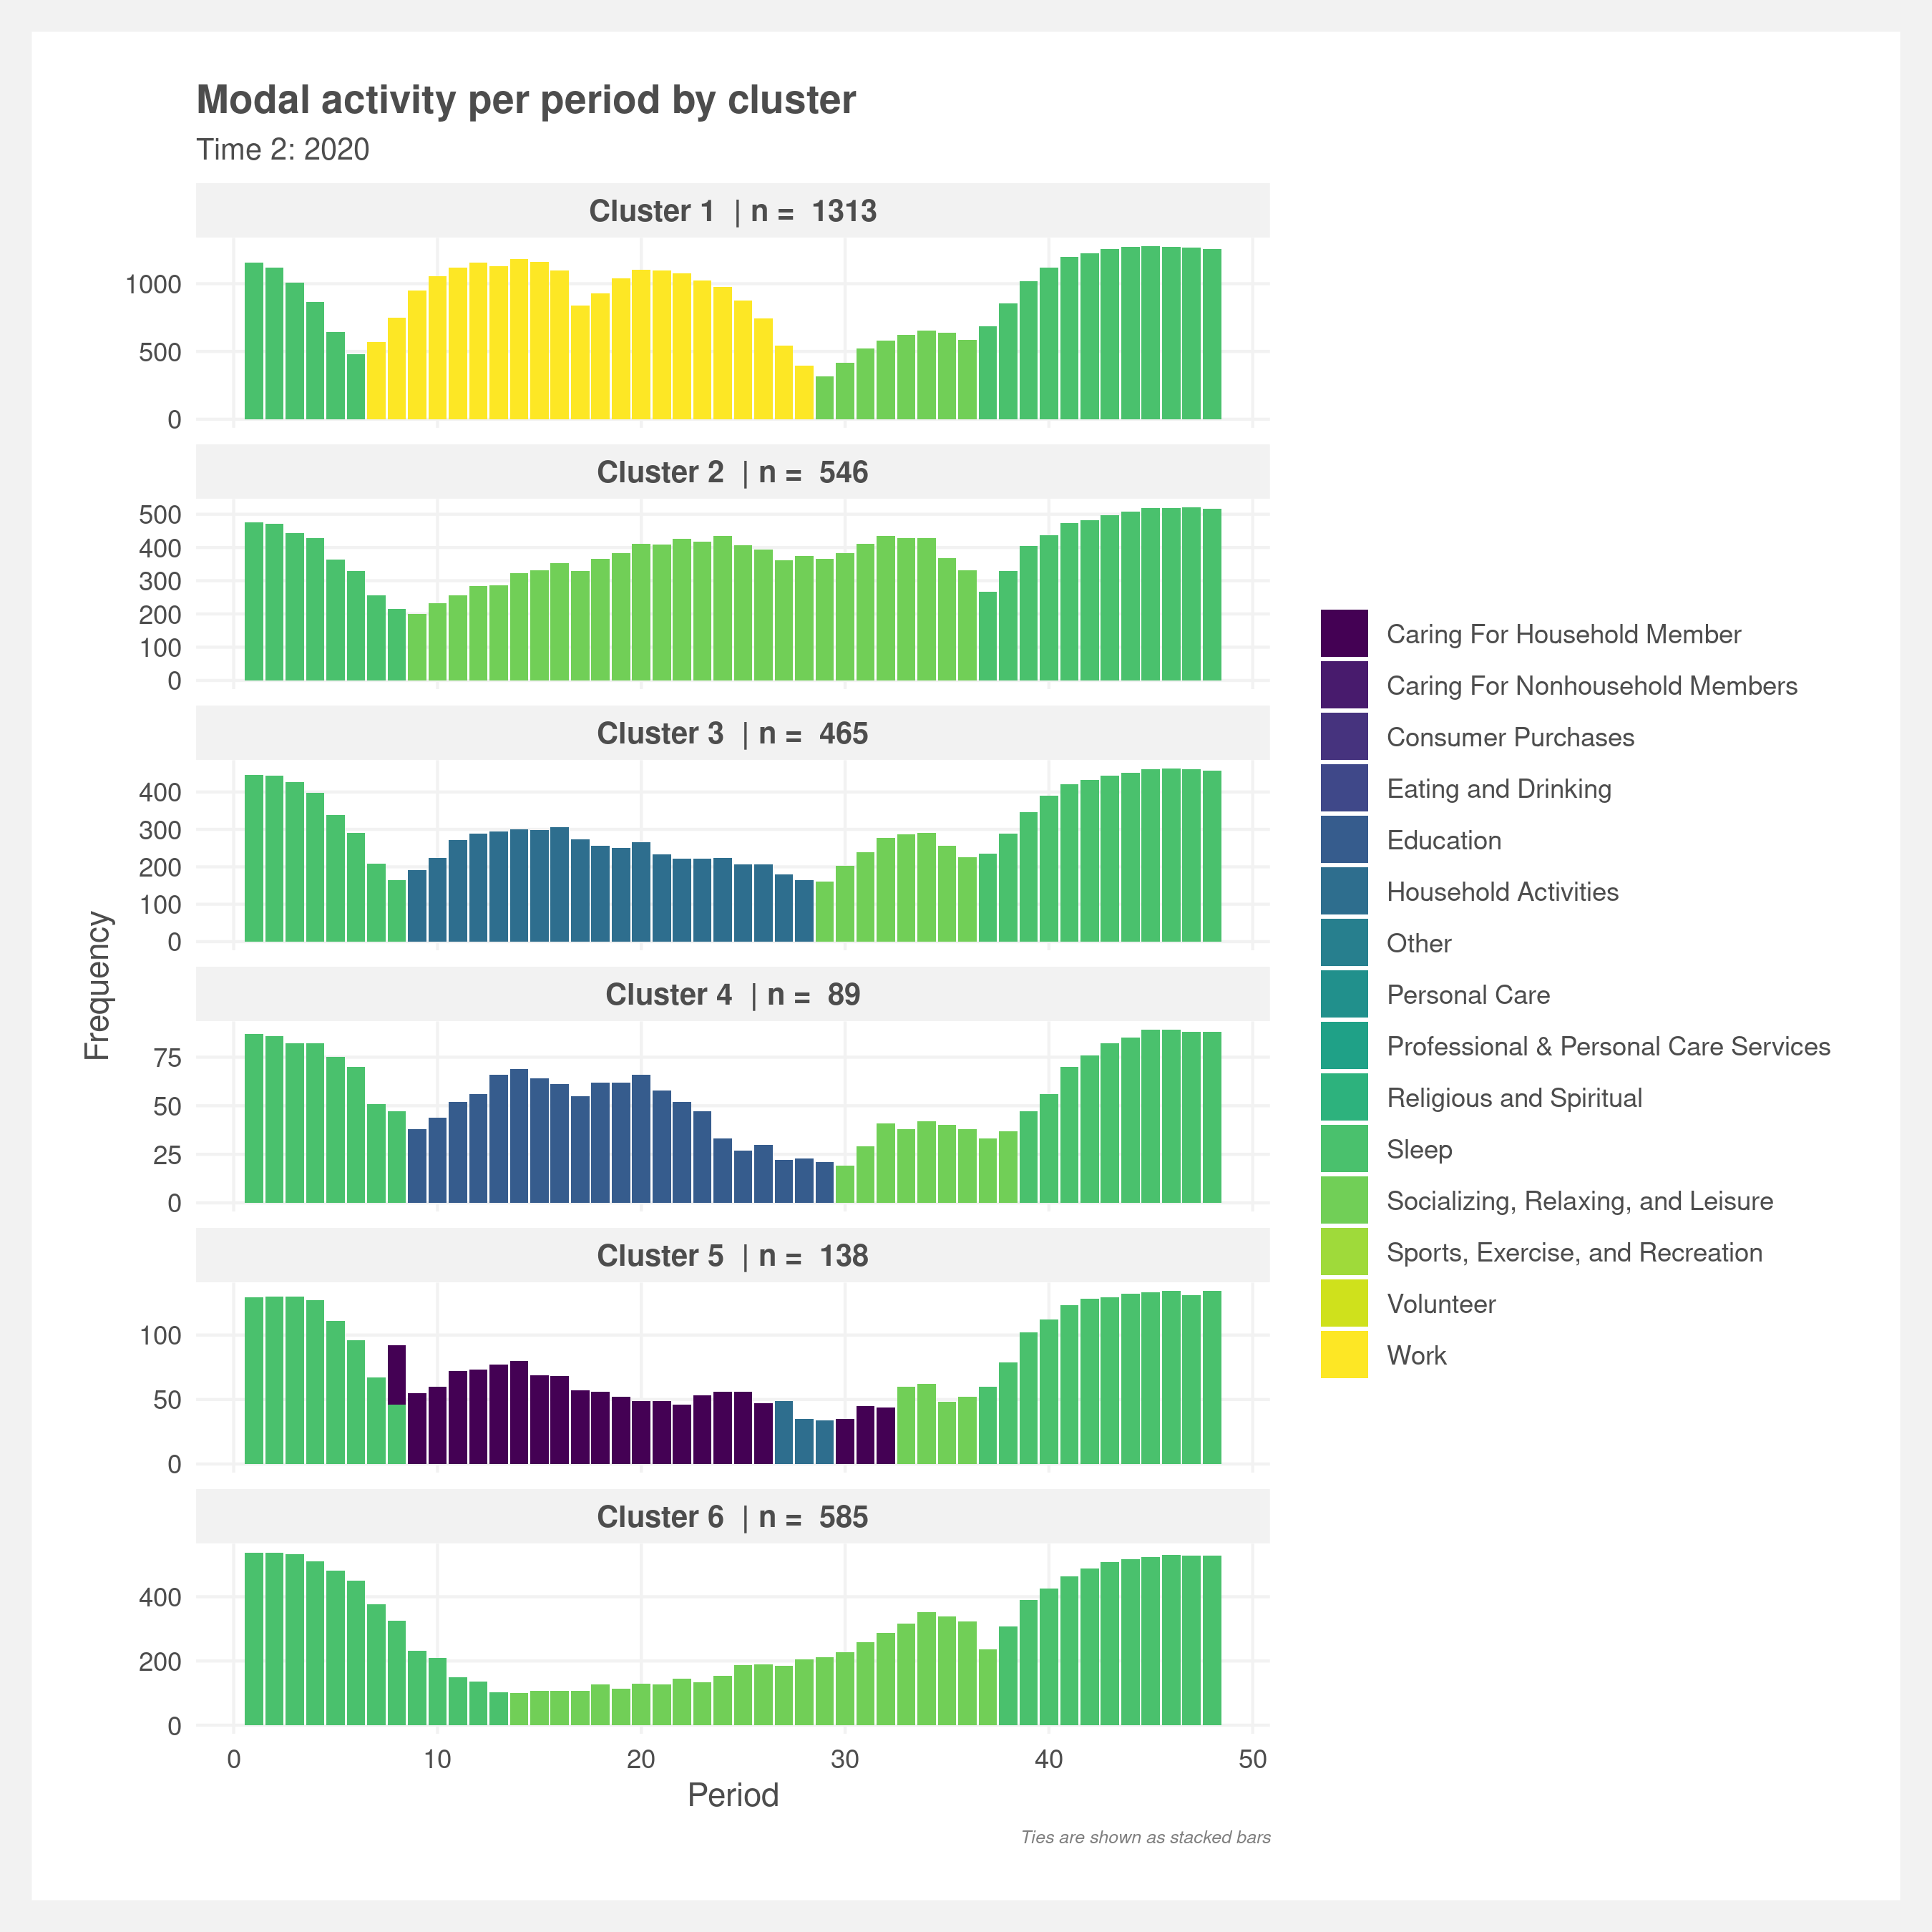 Modal activity per period by cluster
Time 2: 2020
Cluster 1 | n = 1313
1000
500
0
Cluster 2 | n = 546
500
400
300
200
100
0
Cluster 3 | n = 465
400
300
200
100
0
Cluster 4 | n = 89
75
50
25
0
Cluster 5 | n = 138
100
50
0
Cluster 6 | n = 585
400
200
0
0 10 20 30 40 50
Period
Frequency
Ties are shown as stacked bars
Caring For Household Member
Caring For Nonhousehold Members
Consumer Purchases
Eating and Drinking
Education
Household Activities
Other
Personal Care
Professional & Personal Care Services
Religious and Spiritual
Sleep
Socializing, Relaxing, and Leisure
Sports, Exercise, and Recreation
Volunteer
Work